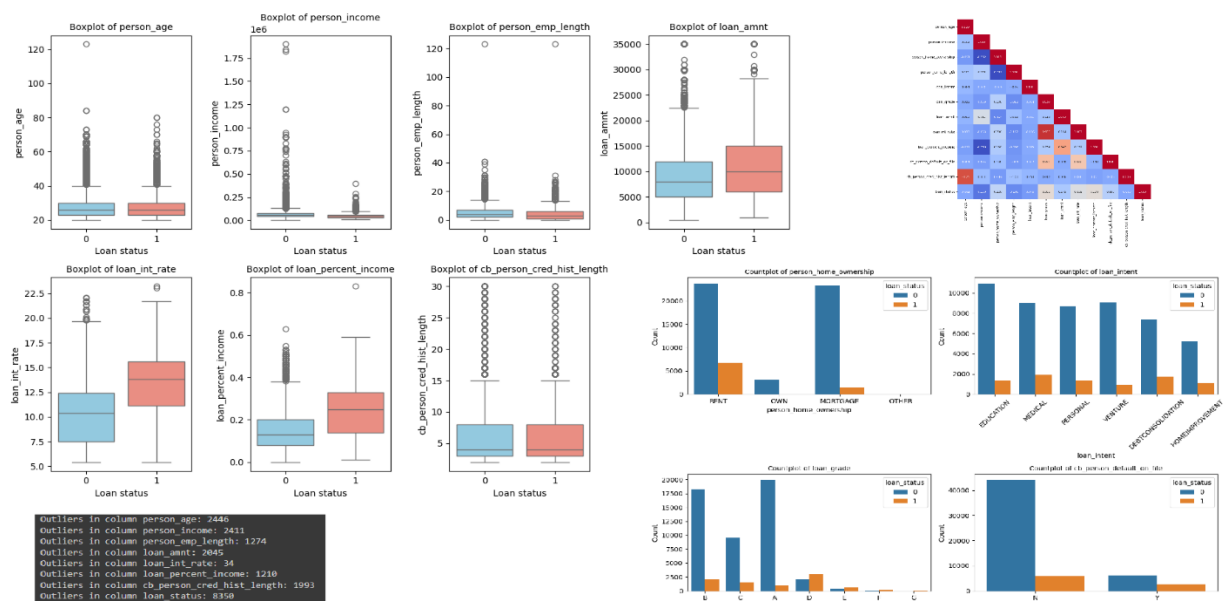 Boxplot of person_age
120
100
80
60
40
20
person_age
0
1
Loan status
Boxplot of person_income
1e6
1.75
1.50
1.25
1.00
0.75
0.50
0.25
0.00
person_income
0
1
Loan status
Boxplot of person_emp_length
120
100
80
60
40
20
0
person_emp_length
0
1
Loan status
Boxplot of loan_amnt
35000
30000
25000
20000
15000
10000
5000
0
loan_amnt
0
1
Loan status
Boxplot of loan_int_rate
22.5
20.0
17.5
15.0
12.5
10.0
7.5
5.0
loan_int_rate
0
1
Loan status
Boxplot of loan_percent_income
0.8
0.6
0.4
0.2
0.0
loan_percent_income
0
1
Loan status
Boxplot of cb_person_cred_hist_length
30
25
20
15
10
5
cb_person_cred_hist_length
0
1
Loan status
Countplot of person_home_ownership
loan_status
0
1
20000
15000
10000
5000
0
Count
RENT
OWN
MORTGAGE
OTHER
person_home_ownership
Countplot of loan_intent
loan_status
0
1
10000
8000
6000
4000
2000
0
Count
EDUCATION
MEDICAL
PERSONAL
VENTURE
DEBTCONSOLIDATION
HOMEIMPROVEMENT
loan_intent
Countplot of loan_grade
loan_status
0
1
20000
17500
15000
12500
10000
7500
5000
2500
0
Count
B
C
A
D
E
F
G
Countplot of cb_person_default_on_file
loan_status
0
1
40000
30000
20000
10000
0
Count
N
Y
Outliers in column person_age: 2446
Outliers in column person_income: 2411
Outliers in column person_emp_length: 1274
Outliers in column loan_amnt: 2045
Outliers in column loan_int_rate: 34
Outliers in column loan_percent_income: 1210
Outliers in column cb_person_cred_hist_length: 1993
Outliers in column loan_status: 8350